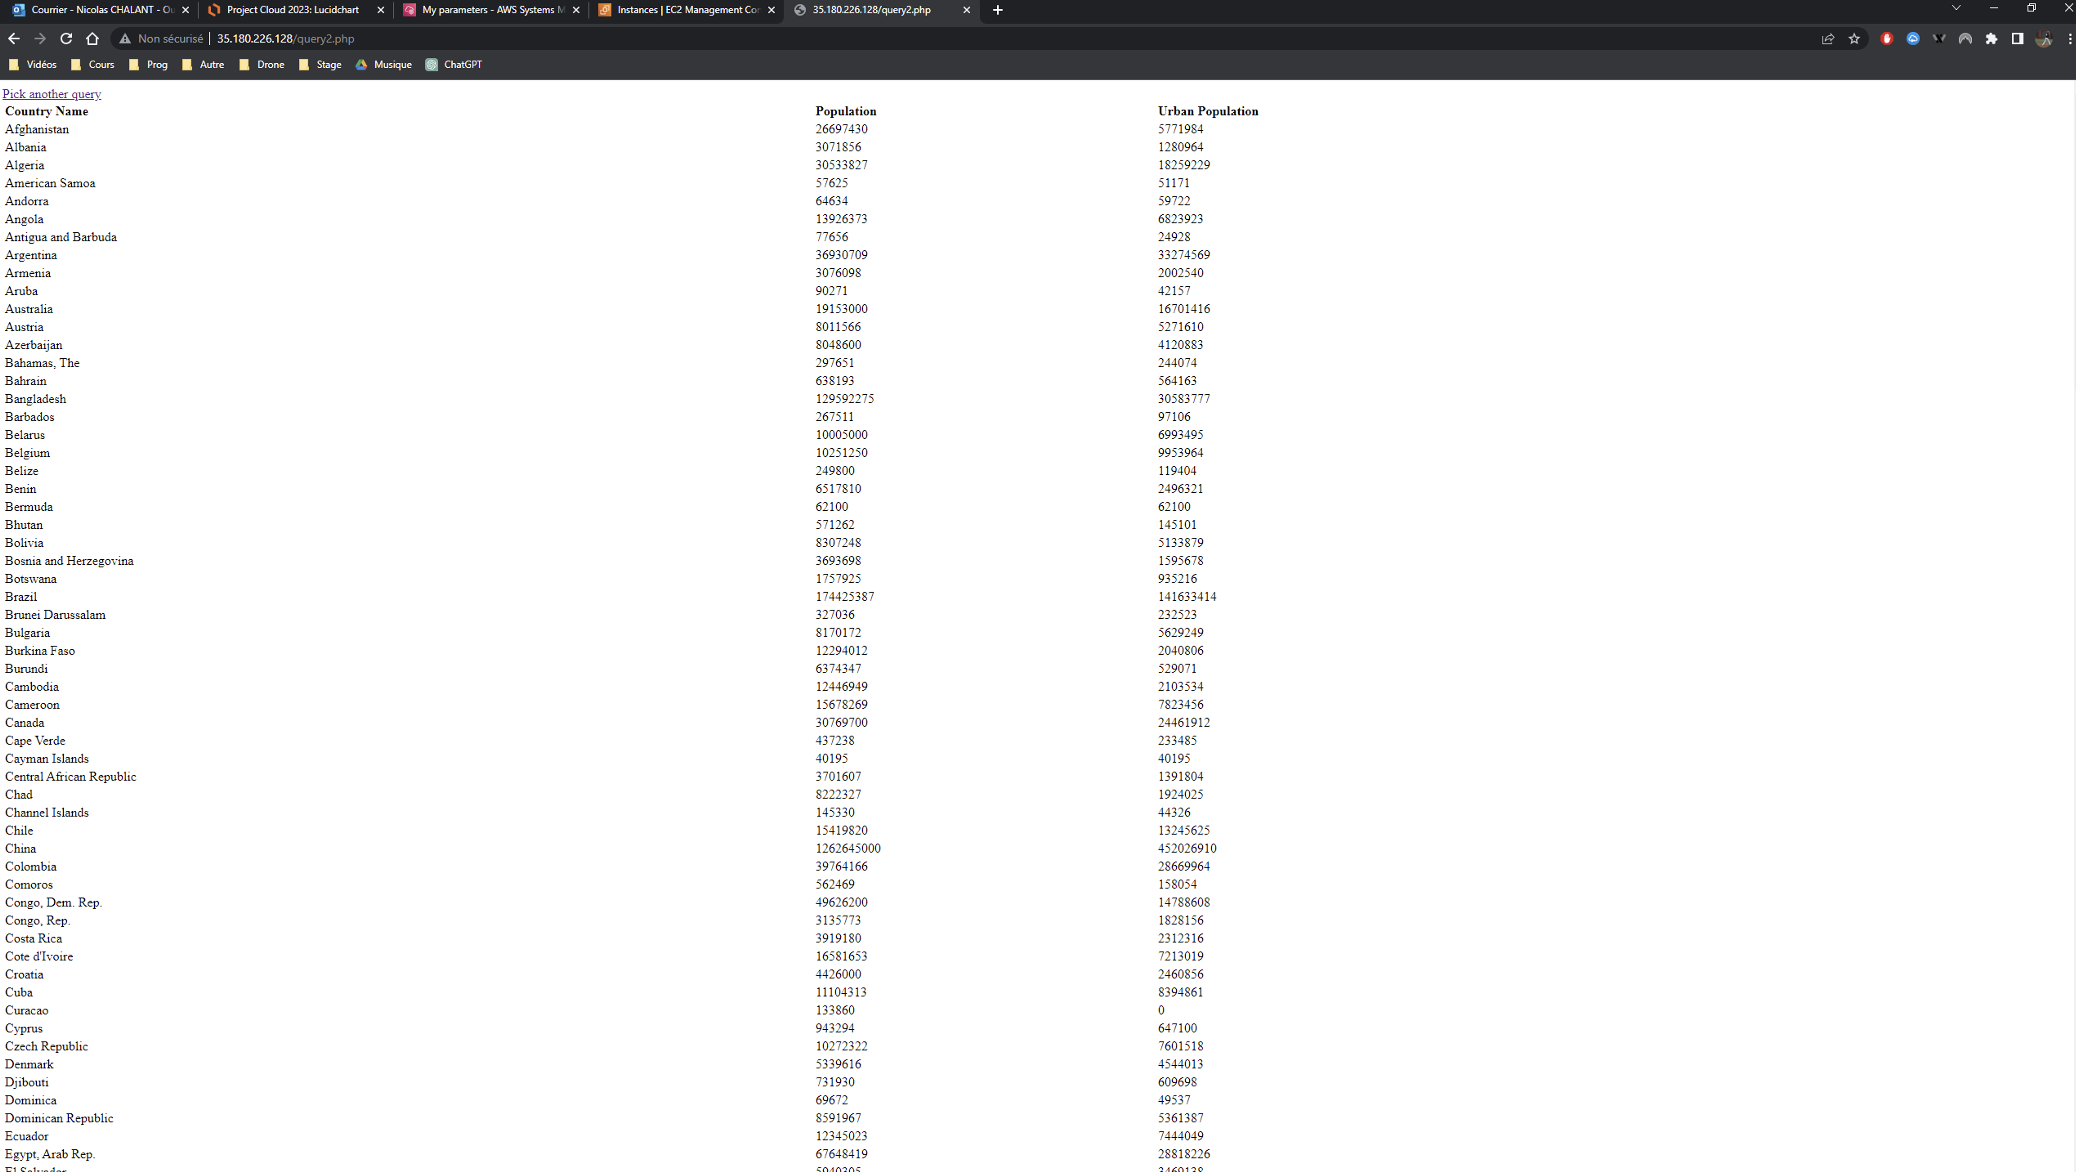 Courrier - Nicolas CHALANT - Ou
Project Cloud 2023: Lucidchart
My parameters - AWS Systems M
Instances | EC2 Management Co
35.180.226.128/query2.php
Non sécurisé
35.180.226.128/query2.php
Vidéos Cours Prog Autre Drone Stage Musique ChatGPT
Pick another query
Country Name Population Urban Population
Afghanistan 26697430 5771984
Albania 3071856 1280964
Algeria 30533827 18259229
American Samoa 57625 51171
Andorra 64634 59722
Angola 13926373 6823923
Antigua and Barbuda 77656 24928
Argentina 36930709 33274569
Armenia 3076098 2002540
Aruba 90271 42157
Australia 19153000 16701416
Austria 8011566 5271610
Azerbaijan 8048600 4120883
Bahamas, The 297651 244074
Bahrain 638193 564163
Bangladesh 129592275 30583777
Barbados 267511 97106
Belarus 10005000 6993495
Belgium 10251250 9953964
Belize 249800 119404
Benin 6517810 2496321
Bermuda 62100 62100
Bhutan 571262 145101
Bolivia 8307248 5133879
Bosnia and Herzegovina 3693698 1595678
Botswana 1757925 935216
Brazil 174425387 141633414
Brunei Darussalam 327036 232523
Bulgaria 8170172 5629249
Burkina Faso 12294012 2040806
Burundi 6374347 529071
Cambodia 12446949 2103534
Cameroon 15678269 7823456
Canada 30769700 24461912
Cape Verde 437238 233485
Cayman Islands 40195 40195
Central African Republic 3701607 1391804
Chad 8222327 1924025
Channel Islands 145330 44326
Chile 15419820 13245625
China 1262645000 452026910
Colombia 39764166 28669964
Comoros 562469 158054
Congo, Dem. Rep. 49626200 14788608
Congo, Rep. 3135773 1828156
Costa Rica 3919180 2312316
Cote d'Ivoire 16581653 7213019
Croatia 4426000 2460856
Cuba 11104313 8394861
Curacao 133860 0
Cyprus 943294 647100
Czech Republic 10272322 7601518
Denmark 5339616 4544013
Djibouti 731930 609698
Dominica 69672 49537
Dominican Republic 8591967 5361387
Ecuador 12345023 7444049
Egypt, Arab Rep. 67648419 28818226
El Salvador 5940305 3469138